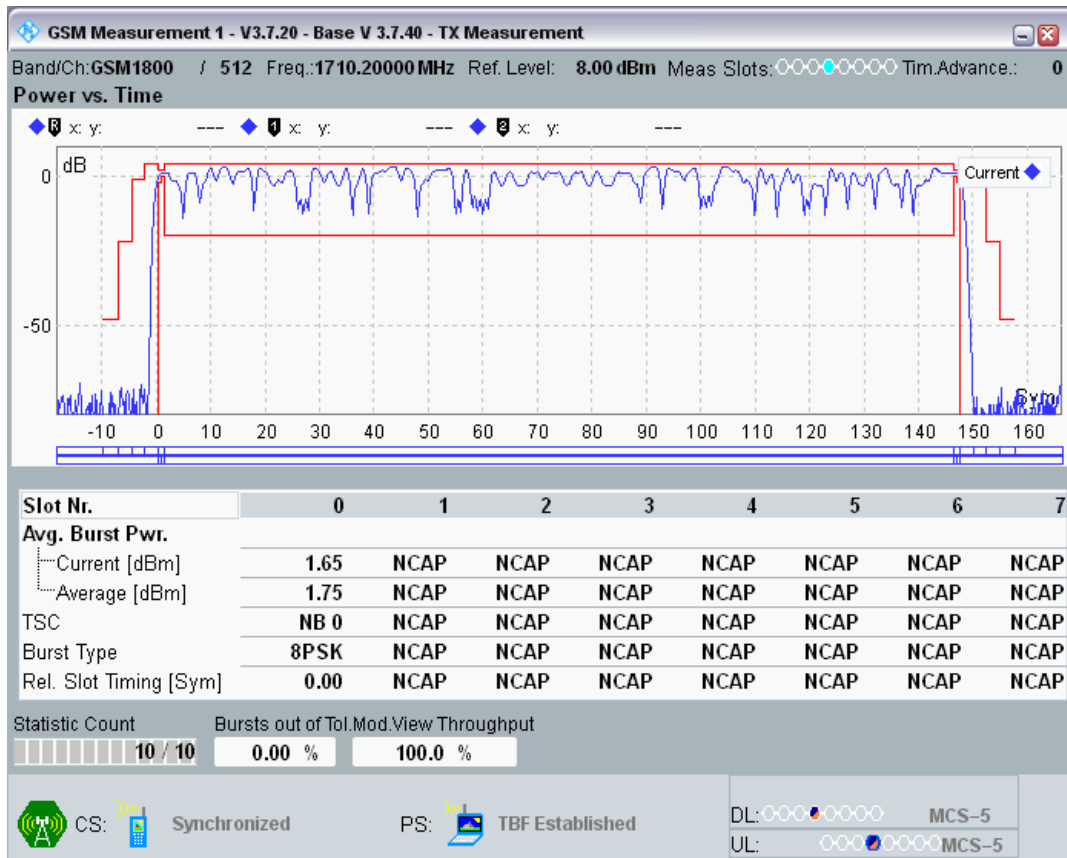 GSM Measurement 1 - V3.7.20 - Base V 3.7.40 - TX Measurement
Band/Ch:GSM1800 / 512 Freq.:1710.20000 MHz Ref. Level: 8.00 dBm Meas Slots: Tim.Advance.: 0
Power vs. Time
R x: y: --- 1 x: y: --- 2 x: y: ---
dB
Current
0
-50
Sym
-10 0 10 20 30 40 50 60 70 80 90 100 110 120 130 140 150 160
Slot Nr. 0 1 2 3 4 5 6 7
Avg. Burst Pwr.
Current [dBm] 1.65 NCAP NCAP NCAP NCAP NCAP NCAP NCAP
Average [dBm] 1.75 NCAP NCAP NCAP NCAP NCAP NCAP NCAP
TSC NB 0 NCAP NCAP NCAP NCAP NCAP NCAP NCAP
Burst Type 8PSK NCAP NCAP NCAP NCAP NCAP NCAP NCAP
Rel. Slot Timing [Sym] 0.00 NCAP NCAP NCAP NCAP NCAP NCAP NCAP
Statistic Count Bursts out of Tol.Mod.View Throughput
10 / 10 0.00 % 100.0 %
CS: Synchronized PS: TBF Established
DL: MCS-5
UL: MCS-5